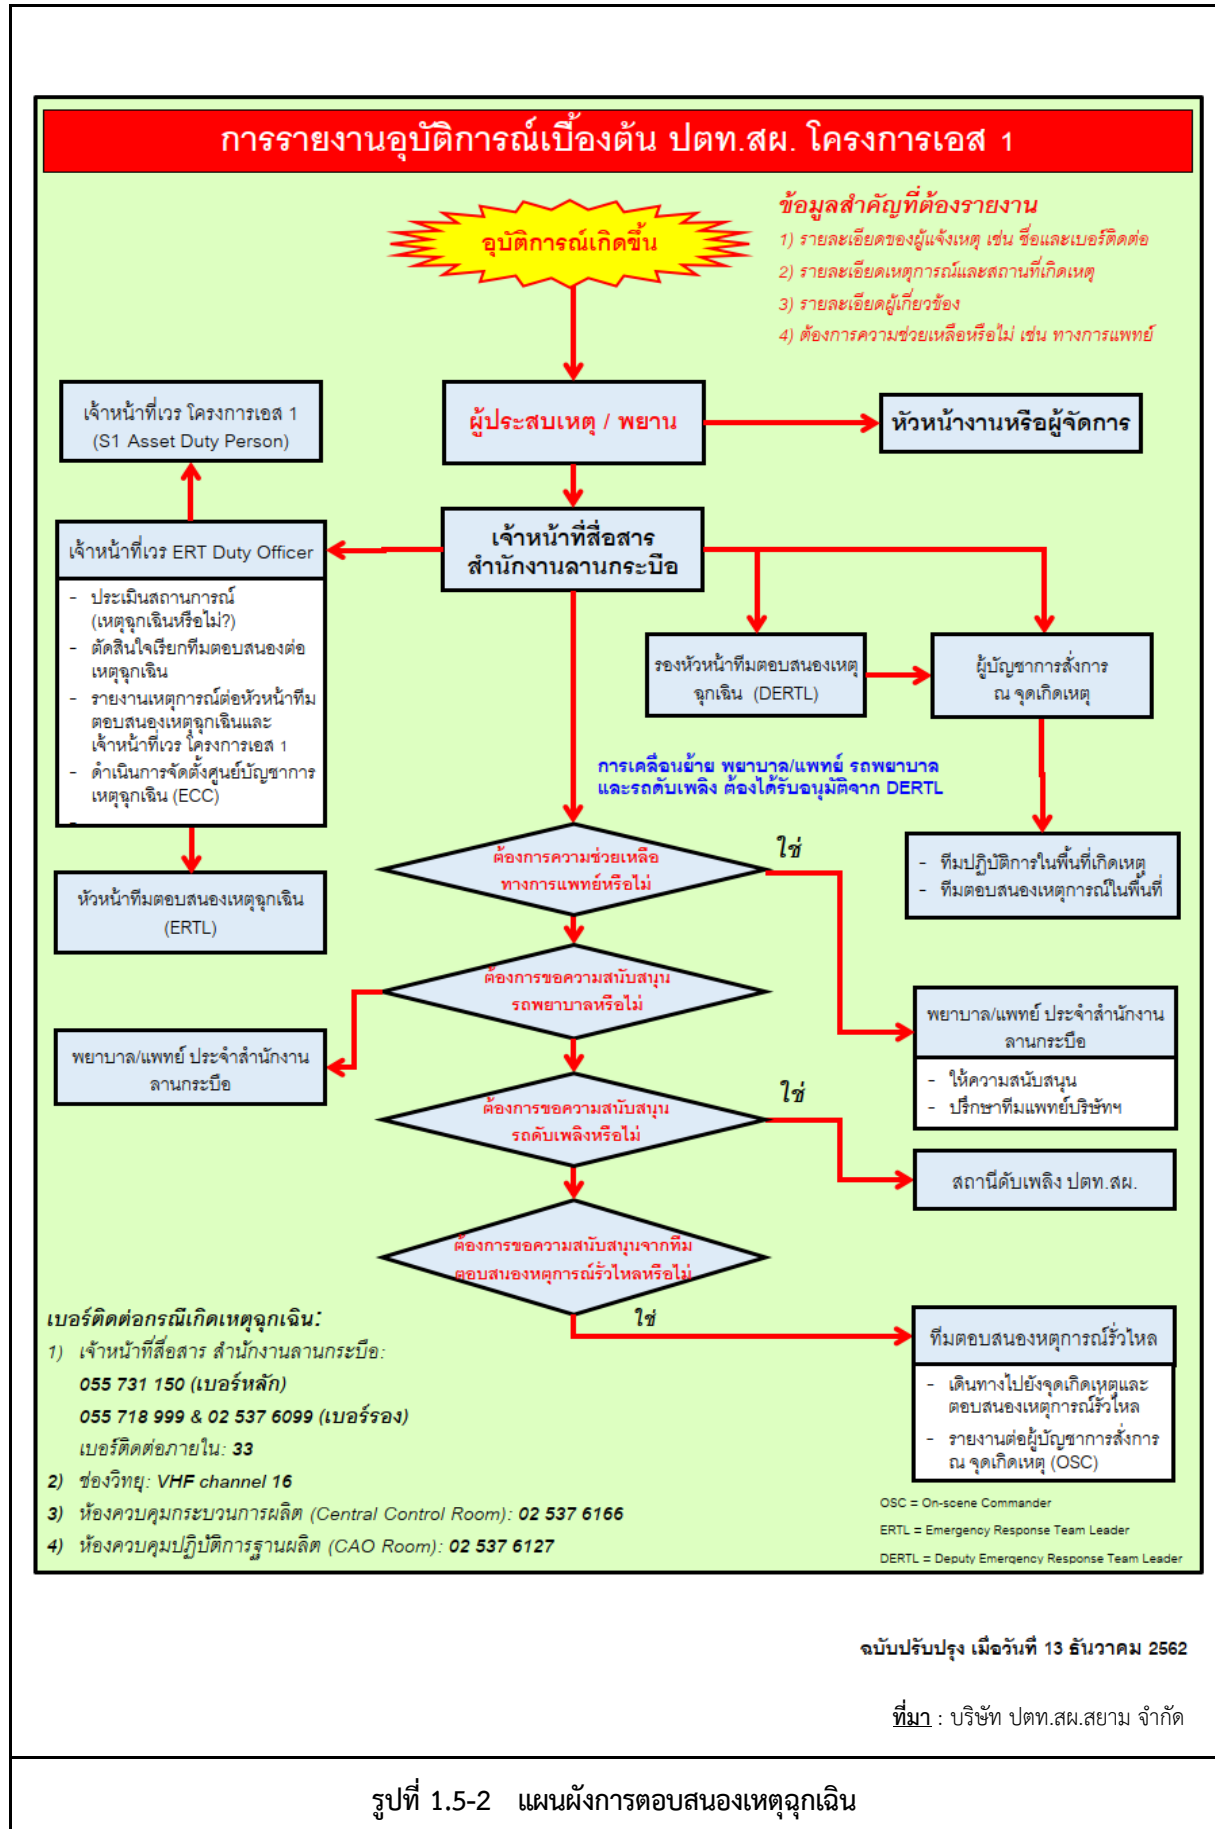 การรายงานอุบัติการณ์เบื้องต้น ปตท.สผ. โครงการเอส 1
อุบัติการณ์เกิดขึ้น
ข้อมูลสำคัญที่ต้องรายงาน
1) รายละเอียดของผู้แจ้งเหตุ เช่น ชื่อและเบอร์ติดต่อ
2) รายละเอียดเหตุการณ์และสถานที่เกิดเหตุ
3) รายละเอียดผู้เกี่ยวข้อง
4) ต้องการความช่วยเหลือหรือไม่ เช่น ทางการแพทย์
เจ้าหน้าที่เวร โครงการเอส 1
(S1 Asset Duty Person)
ผู้ประสบเหตุ / พยาน
หัวหน้างานหรือผู้จัดการ
เจ้าหน้าที่เวร ERT Duty Officer
- ประเมินสถานการณ์
(เหตุฉุกเฉินหรือไม่?)
- ตัดสินใจเรียกทีมตอบสนองต่อ
เหตุฉุกเฉิน
- รายงานเหตุการณ์ต่อหัวหน้าทีม
ตอบสนองเหตุฉุกเฉินและ
เจ้าหน้าที่เวร โครงการเอส 1
- ดำเนินการจัดตั้งศูนย์บัญชาการ
เหตุฉุกเฉิน (ECC)
-
เจ้าหน้าที่สื่อสาร
สำนักงานลานกระบือ
รองหัวหน้าทีมตอบสนองเหตุ
ฉุกเฉิน (DERTL)
ผู้บัญชาการสั่งการ
ณ จุดเกิดเหตุ
การเคลื่อนย้าย พยาบาล/แพทย์ รถพยาบาล
และรถดับเพลิง ต้องได้รับอนุมัติจาก DERTL
ต้องการความช่วยเหลือ
ทางการแพทย์หรือไม่
ใช่
- ทีมปฏิบัติการในพื้นที่เกิดเหตุ
- ทีมตอบสนองเหตุการณ์ในพื้นที่
หัวหน้าทีมตอบสนองเหตุฉุกเฉิน
(ERTL)
ต้องการขอความสนับสนุน
รถพยาบาลหรือไม่
พยาบาล/แพทย์ ประจำสำนักงาน
ลานกระบือ
- ให้ความสนับสนุน
- ปรึกษาทีมแพทย์บริษัทฯ
พยาบาล/แพทย์ ประจำสำนักงาน
ลานกระบือ
ต้องการขอความสนับสนุน
รถดับเพลิงหรือไม่
ใช่
สถานีดับเพลิง ปตท.สผ.
ต้องการขอความสนับสนุนจากทีม
ตอบสนองหตุการณ์รั่วไหลหรือไม่
ใช่
ทีมตอบสนองหตุการณ์รั่วไหล
- เดินทางไปยังจุดเกิดเหตุและ
ตอบสนองเหตุการณ์รั่วไหล
- รายงานต่อผู้บัญชาการสั่งการ
ณ จุดเกิดเหตุ (OSC)
เบอร์ติดต่อกรณีเกิดเหตุฉุกเฉิน:
1) เจ้าหน้าที่สื่อสาร สำนักงานลานกระบือ:
055 731 150 (เบอร์หลัก)
055 718 999 & 02 537 6099 (เบอร์รอง)
เบอร์ติดต่อภายใน: 33
2) ช่องวิทยุ: VHF channel 16
3) ห้องควบคุมกระบวนการผลิต (Central Control Room): 02 537 6166
4) ห้องควบคุมปฏิบัติการฐานผลิต (CAO Room): 02 537 6127
OSC = On-scene Commander
ERTL = Emergency Response Team Leader
DERTL = Deputy Emergency Response Team Leader
ฉบับปรับปรุง เมื่อวันที่ 13 ธันวาคม 2562
ที่มา : บริษัท ปตท.สผ.สยาม จำกัด
รูปที่ 1.5-2 แผนผังการตอบสนองเหตุฉุกเฉิน